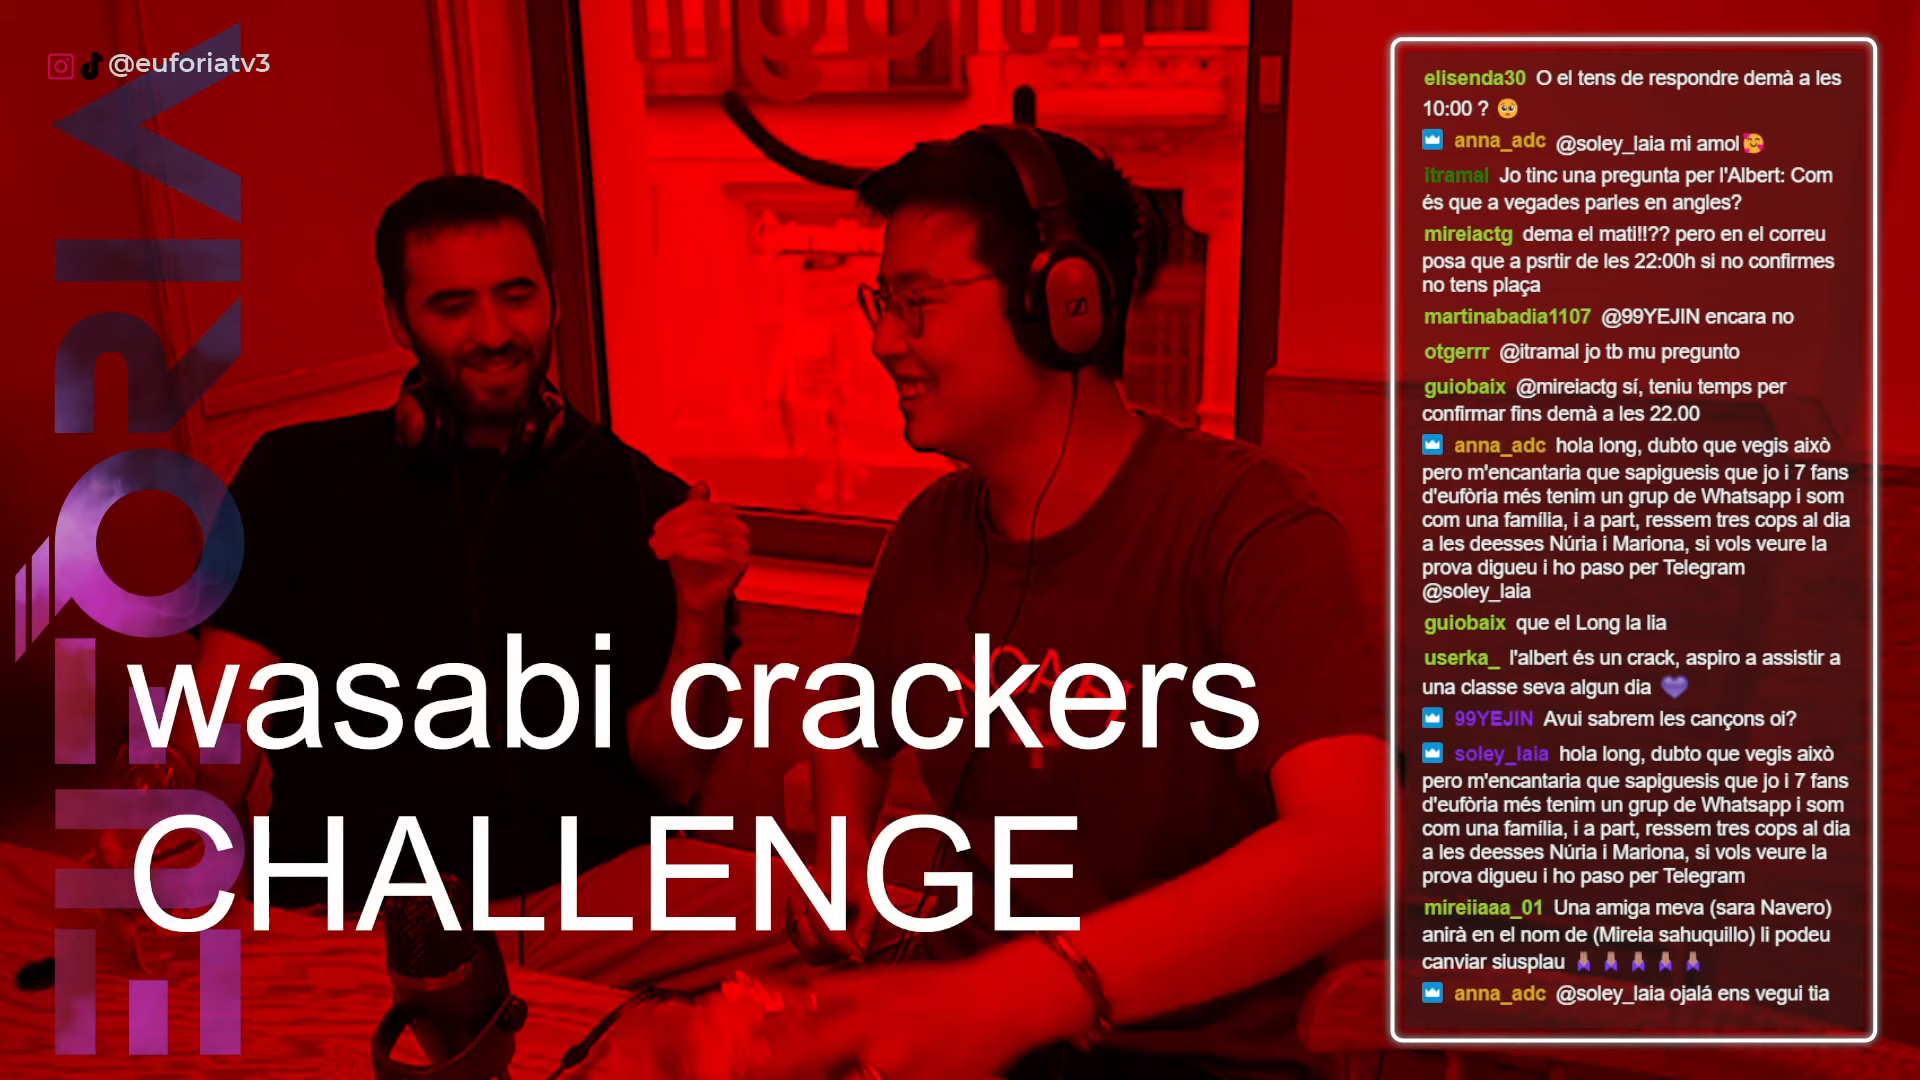 @euforiatv3
EUFÒRIA
wasabi crackers
CHALLENGE
elisenda30 O el tens de respondre demà a les
10:00 ? 🥺
anna_adc @soley_laia mi amol🥰
itramal Jo tinc una pregunta per l'Albert: Com
és que a vegades parles en angles?
mireiactg dema el mati!!?? pero en el correu
posa que a psrtir de les 22:00h si no confirmes
no tens plaça
martinabadia1107 @99YEJIN encara no
otgerrr @itramal jo tb mu pregunto
guiobaix @mireiactg sí, teniu temps per
confirmar fins demà a les 22.00
anna_adc hola long, dubto que vegis això
pero m'encantaria que sapiguesis que jo i 7 fans
d'eufòria més tenim un grup de Whatsapp i som
com una família, i a part, ressem tres cops al dia
a les deesses Núria i Mariona, si vols veure la
prova digueu i ho paso per Telegram
@soley_laia
guiobaix que el Long la lia
userka_ l'albert és un crack, aspiro a assistir a
una classe seva algun dia 💜
99YEJIN Avui sabrem les cançons oi?
soley_laia hola long, dubto que vegis això
pero m'encantaria que sapiguesis que jo i 7 fans
d'eufòria més tenim un grup de Whatsapp i som
com una família, i a part, ressem tres cops al dia
a les deesses Núria i Mariona, si vols veure la
prova digueu i ho paso per Telegram
mireiiaaa_01 Una amiga meva (sara Navero)
anirà en el nom de (Mireia sahuquillo) li podeu
canviar siusplau 🙏🙏🙏🙏🙏
anna_adc @soley_laia ojalá ens vegui tia